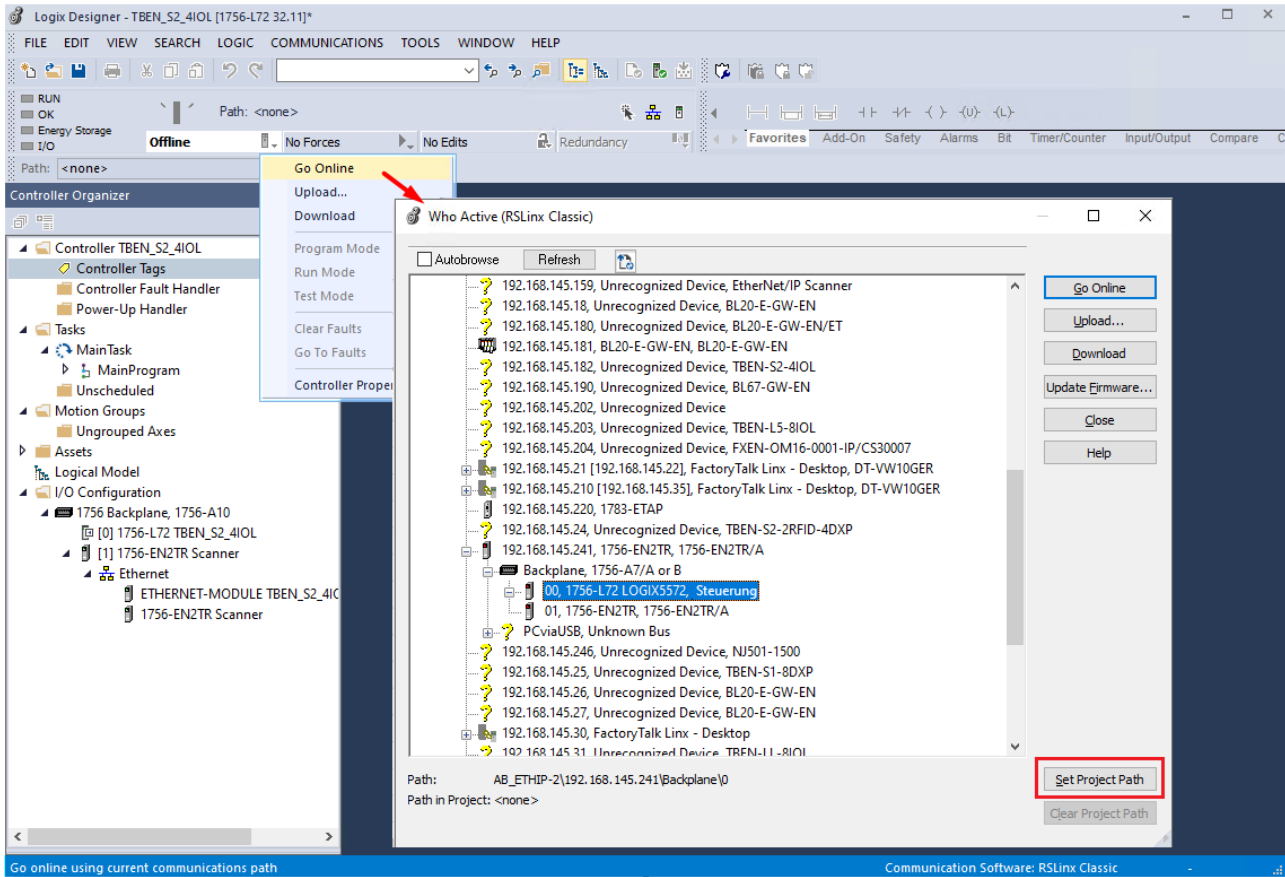 Logix Designer - TBEN_S2_4IOL [1756-L72 32.11]*
FILE EDIT VIEW SEARCH LOGIC COMMUNICATIONS TOOLS WINDOW HELP
RUN
OK
Energy Storage
I/O
Path: <none>
Offline
No Forces
No Edits
Redundancy
Favorites Add-On Safety Alarms Bit Timer/Counter Input/Output Compare C
Path: <none>
Go Online
Upload...
Download
Program Mode
Run Mode
Test Mode
Clear Faults
Go To Faults
Controller Prope
Controller Organizer
Controller TBEN_S2_4IOL
Controller Tags
Controller Fault Handler
Power-Up Handler
Tasks
MainTask
MainProgram
Unscheduled
Motion Groups
Ungrouped Axes
Assets
Logical Model
I/O Configuration
1756 Backplane, 1756-A10
[0] 1756-L72 TBEN_S2_4IOL
[1] 1756-EN2TR Scanner
Ethernet
ETHERNET-MODULE TBEN_S2_4IC
1756-EN2TR Scanner
Who Active (RSLinx Classic)
Autobrowse Refresh
192.168.145.159, Unrecognized Device, EtherNet/IP Scanner
192.168.145.18, Unrecognized Device, BL20-E-GW-EN
192.168.145.180, Unrecognized Device, BL20-E-GW-EN/ET
192.168.145.181, BL20-E-GW-EN, BL20-E-GW-EN
192.168.145.182, Unrecognized Device, TBEN-S2-4IOL
192.168.145.190, Unrecognized Device, BL67-GW-EN
192.168.145.202, Unrecognized Device
192.168.145.203, Unrecognized Device, TBEN-L5-8IOL
192.168.145.204, Unrecognized Device, FXEN-OM16-0001-IP/CS30007
192.168.145.21 [192.168.145.22], FactoryTalk Linx - Desktop, DT-VW10GER
192.168.145.210 [192.168.145.35], FactoryTalk Linx - Desktop, DT-VW10GER
192.168.145.220, 1783-ETAP
192.168.145.24, Unrecognized Device, TBEN-S2-2RFID-4DXP
192.168.145.241, 1756-EN2TR, 1756-EN2TR/A
Backplane, 1756-A7/A or B
00, 1756-L72 LOGIX5572, Steuerung
01, 1756-EN2TR, 1756-EN2TR/A
PCviaUSB, Unknown Bus
192.168.145.246, Unrecognized Device, NJ501-1500
192.168.145.25, Unrecognized Device, TBEN-S1-8DXP
192.168.145.26, Unrecognized Device, BL20-E-GW-EN
192.168.145.27, Unrecognized Device, BL20-E-GW-EN
192.168.145.30, FactoryTalk Linx - Desktop
192.168.145.31, Unrecognized Device, TBEN-LL-8IOL
Go Online
Upload...
Download
Update Firmware...
Close
Help
Path: AB_ETHIP-2\192.168.145.241\Backplane\0
Path in Project: <none>
Set Project Path
Clear Project Path
Go online using current communications path
Communication Software: RSLinx Classic -